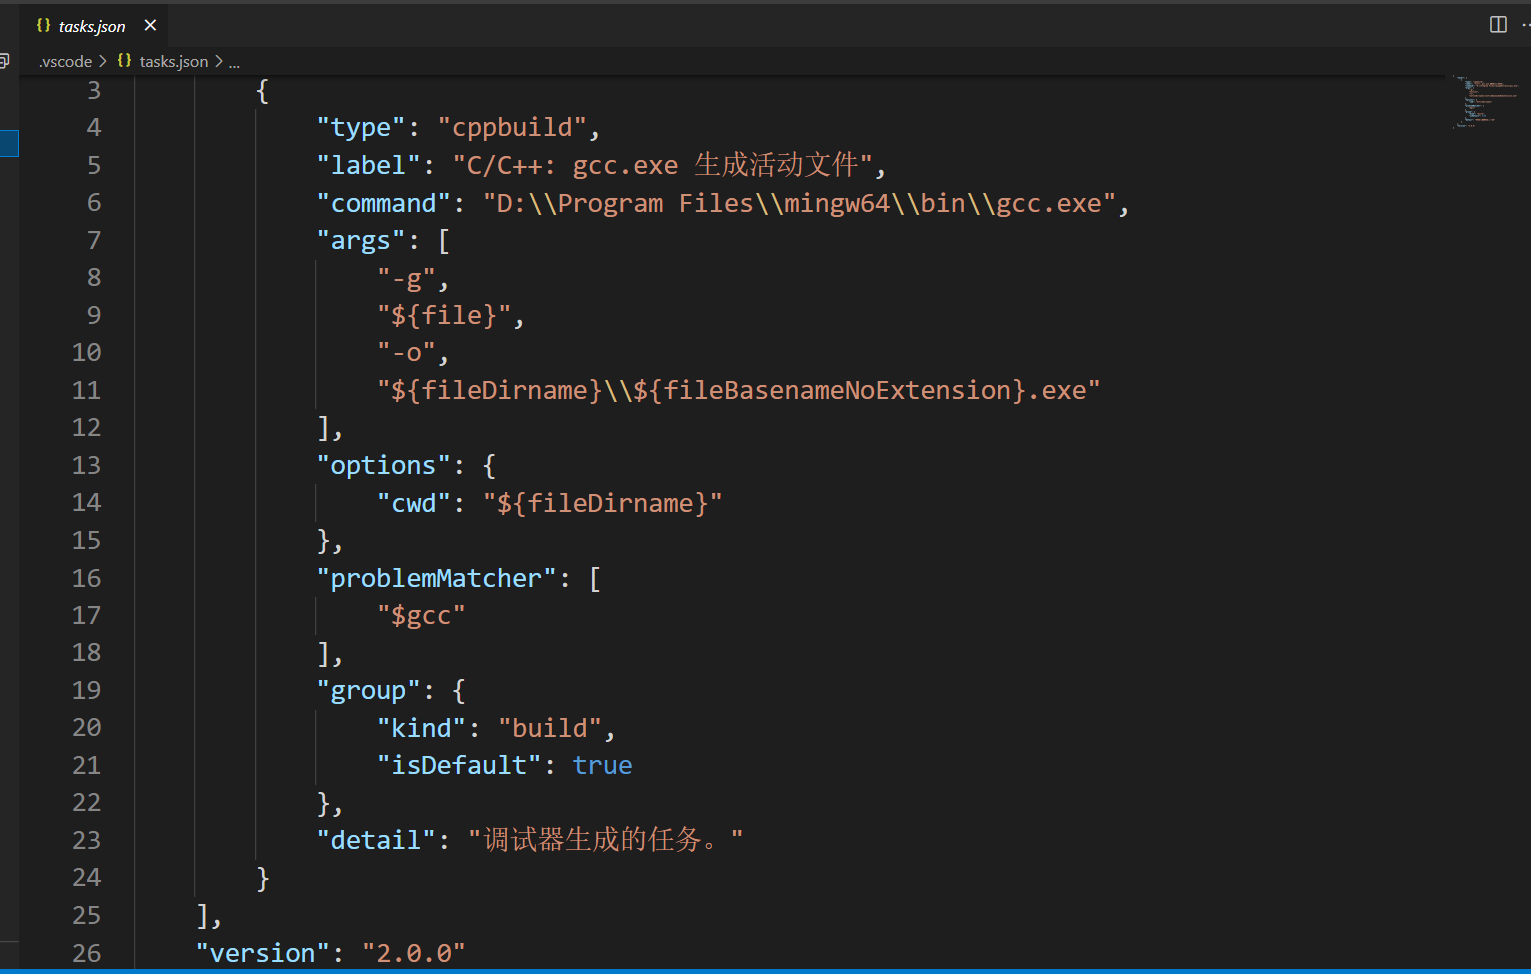 {} tasks.json ×
.vscode > {} tasks.json > ...
3 {
4 "type": "cppbuild",
5 "label": "C/C++: gcc.exe 生成活动文件",
6 "command": "D:\\Program Files\\mingw64\\bin\\gcc.exe",
7 "args": [
8 "-g",
9 "${file}",
10 "-o",
11 "${fileDirname}\\${fileBasenameNoExtension}.exe"
12 ],
13 "options": {
14 "cwd": "${fileDirname}"
15 },
16 "problemMatcher": [
17 "$gcc"
18 ],
19 "group": {
20 "kind": "build",
21 "isDefault": true
22 },
23 "detail": "调试器生成的任务。"
24 }
25 ],
26 "version": "2.0.0"